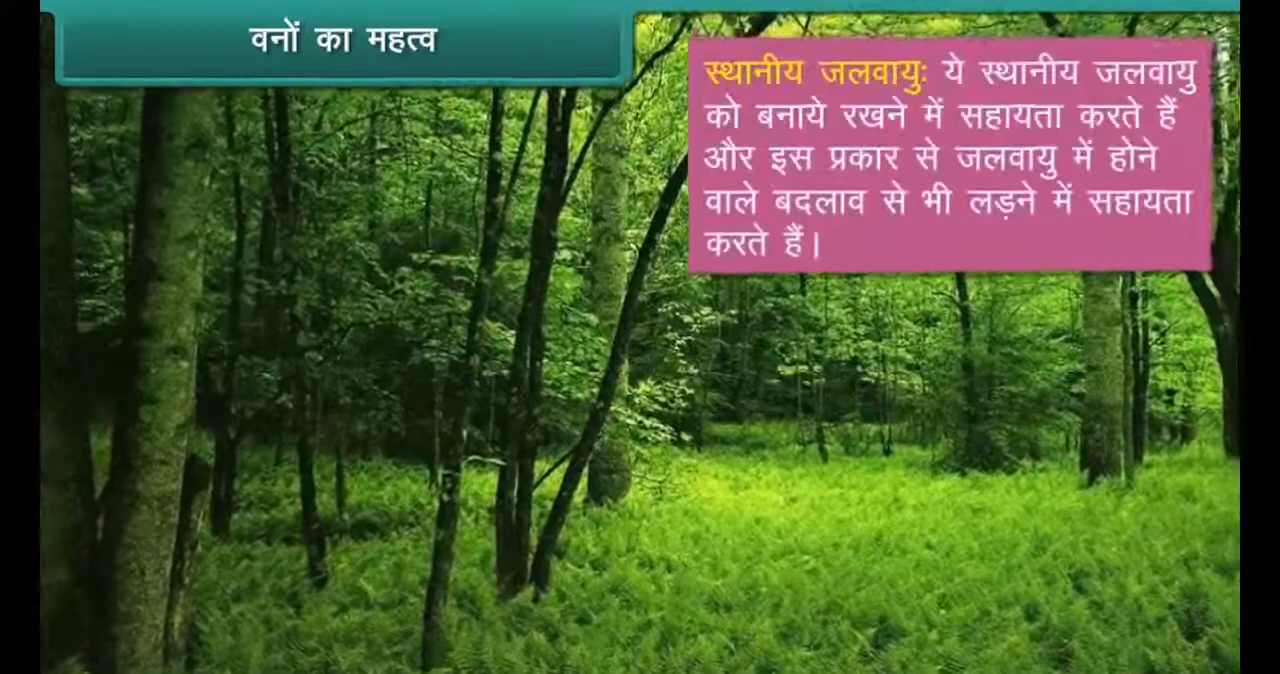 वनों का महत्व
स्थानीय जलवायुः ये स्थानीय जलवायु
को बनाये रखने में सहायता करते हैं
और इस प्रकार से जलवायु में होने
वाले बदलाव से भी लड़ने में सहायता
करते हैं।